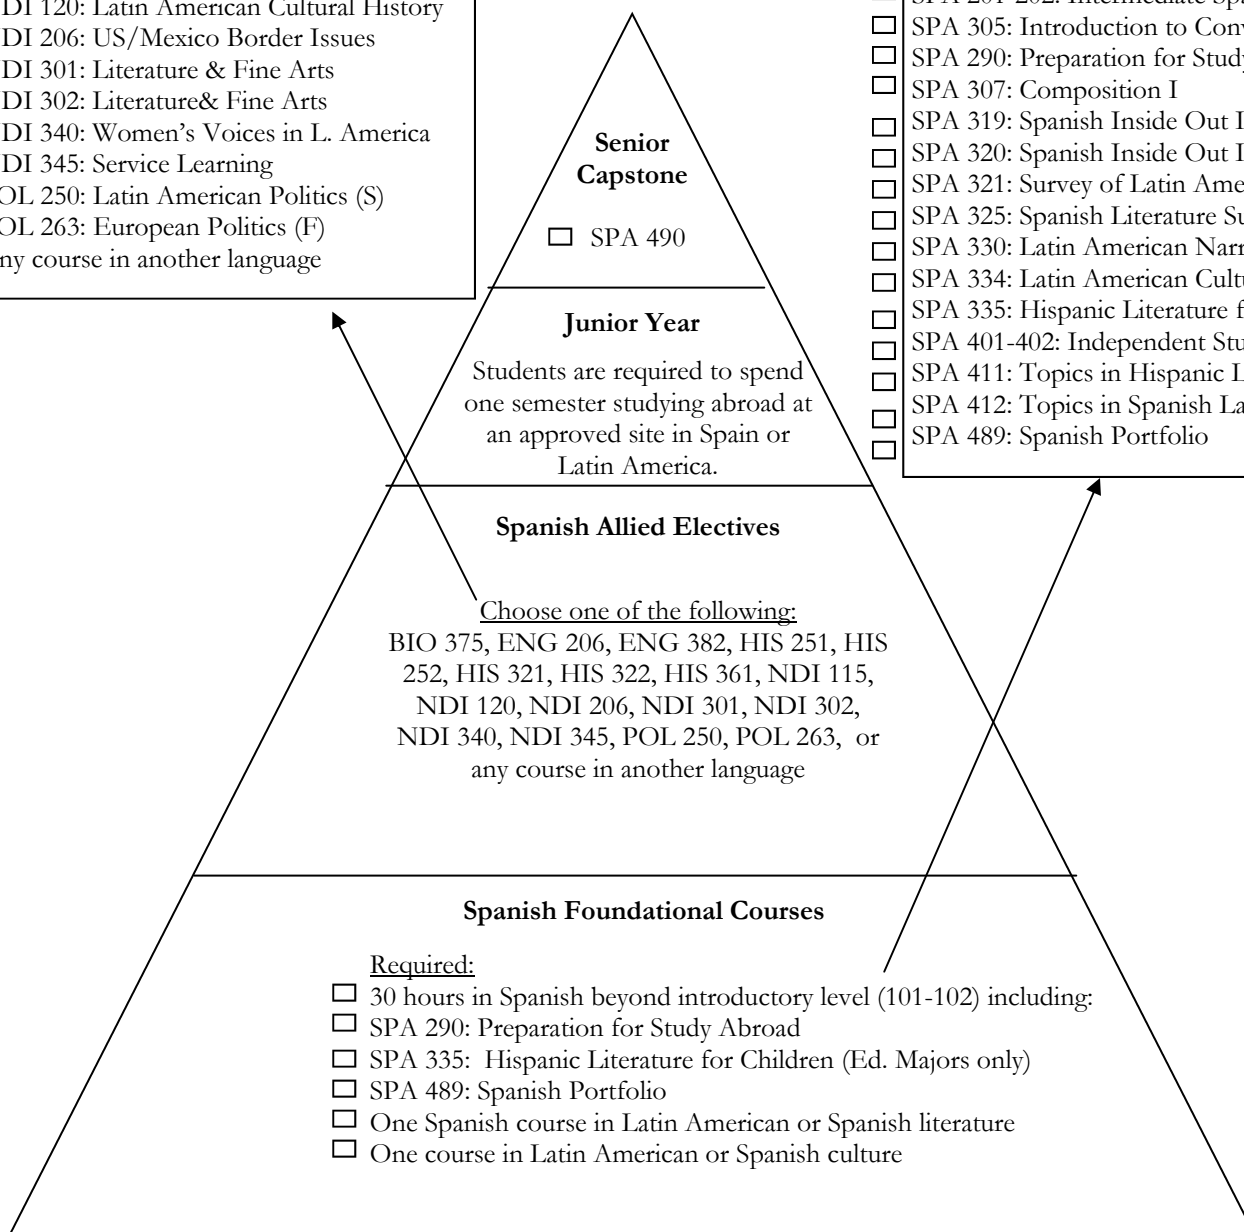 DI 120: Latin American Cultural History
DI 206: US/Mexico Border Issues
DI 301: Literature & Fine Arts
DI 302: Literature& Fine Arts
DI 340: Women’s Voices in L. America
DI 345: Service Learning
OL 250: Latin American Politics (S)
OL 263: European Politics (F)
ny course in another language
SPA 201-202: Intermediate Spa
SPA 305: Introduction to Conv
SPA 290: Preparation for Study
SPA 307: Composition I
SPA 319: Spanish Inside Out I
SPA 320: Spanish Inside Out I
SPA 321: Survey of Latin Ame
SPA 325: Spanish Literature Su
SPA 330: Latin American Narr
SPA 334: Latin American Cultu
SPA 335: Hispanic Literature f
SPA 401-402: Independent Stu
SPA 411: Topics in Hispanic L
SPA 412: Topics in Spanish La
SPA 489: Spanish Portfolio
Senior
Capstone
SPA 490
Junior Year
Students are required to spend
one semester studying abroad at
an approved site in Spain or
Latin America.
Spanish Allied Electives
Choose one of the following:
BIO 375, ENG 206, ENG 382, HIS 251, HIS
252, HIS 321, HIS 322, HIS 361, NDI 115,
NDI 120, NDI 206, NDI 301, NDI 302,
NDI 340, NDI 345, POL 250, POL 263, or
any course in another language
Spanish Foundational Courses
Required:
30 hours in Spanish beyond introductory level (101-102) including:
SPA 290: Preparation for Study Abroad
SPA 335: Hispanic Literature for Children (Ed. Majors only)
SPA 489: Spanish Portfolio
One Spanish course in Latin American or Spanish literature
One course in Latin American or Spanish culture